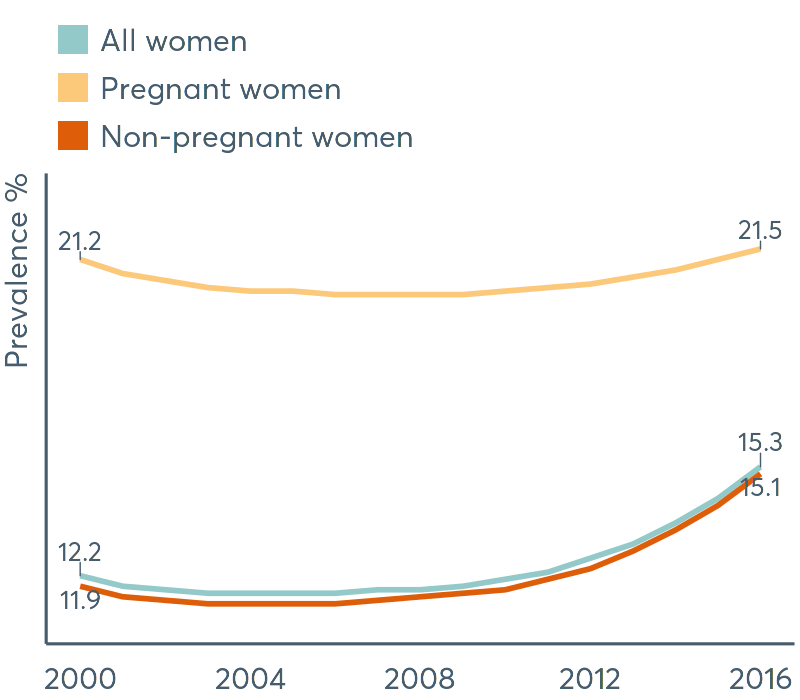 All women
Pregnant women
Non-pregnant women
Prevalence %
21.2
21.5
15.3
15.1
12.2
11.9
2000 2004 2008 2012 2016